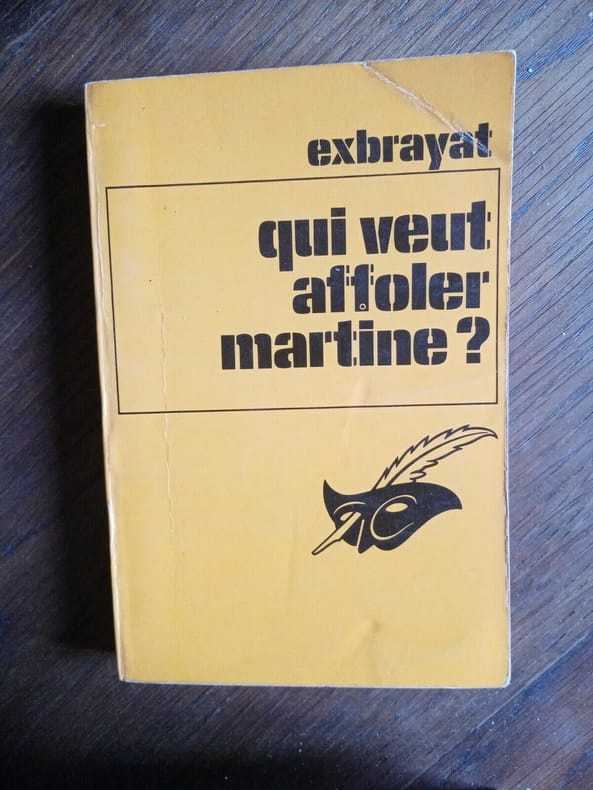 exbrayat
qui veut
affoler
martine ?